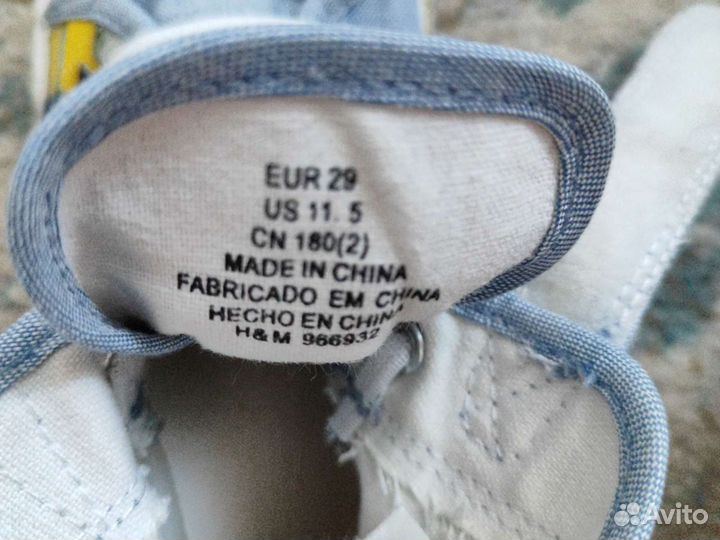 EUR 29
US 11. 5
CN 180(2)
MADE IN CHINA
FABRICADO EM CHINA
HECHO EN CHINA
H&M 966932
Avito